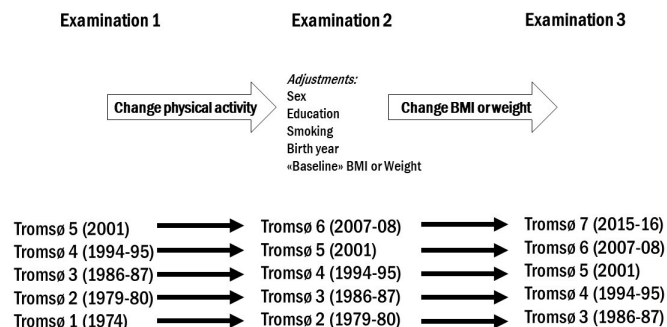 Examination 1 Examination 2 Examination 3
Change physical activity
Adjustments:
Sex
Education
Smoking
Birth year
«Baseline» BMI or Weight
Change BMI or weight
Tromsø 5 (2001) Tromsø 6 (2007-08) Tromsø 7 (2015-16)
Tromsø 4 (1994-95) Tromsø 5 (2001) Tromsø 6 (2007-08)
Tromsø 3 (1986-87) Tromsø 4 (1994-95) Tromsø 5 (2001)
Tromsø 2 (1979-80) Tromsø 3 (1986-87) Tromsø 4 (1994-95)
Tromsø 1 (1974) Tromsø 2 (1979-80) Tromsø 3 (1986-87)